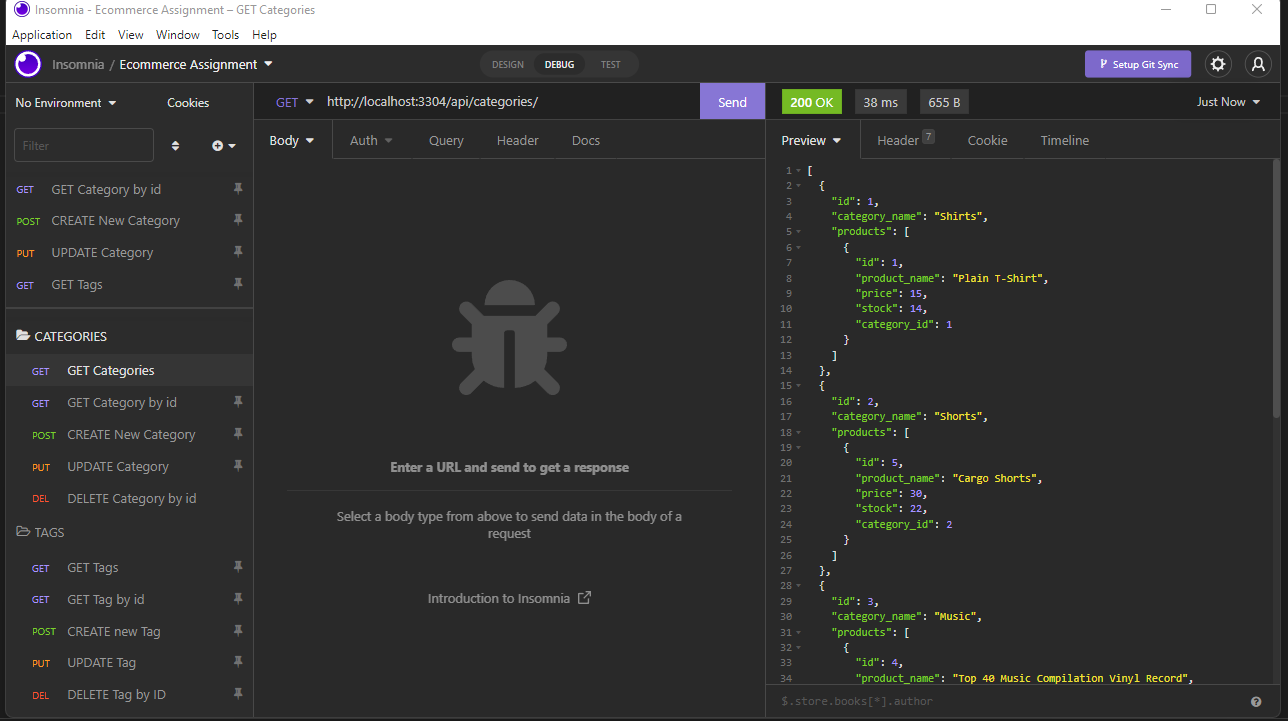 Insomnia - Ecommerce Assignment – GET Categories
Application Edit View Window Tools Help
Insomnia / Ecommerce Assignment
DESIGN DEBUG TEST
Setup Git Sync
No Environment
Cookies
Filter
GET GET Category by id
POST CREATE New Category
PUT UPDATE Category
GET GET Tags
CATEGORIES
GET GET Categories
GET GET Category by id
POST CREATE New Category
PUT UPDATE Category
DEL DELETE Category by id
TAGS
GET GET Tags
GET GET Tag by id
POST CREATE new Tag
PUT UPDATE Tag
DEL DELETE Tag by ID
GET http://localhost:3304/api/categories/ Send
Body Auth Query Header Docs
Enter a URL and send to get a response
Select a body type from above to send data in the body of a
request
Introduction to Insomnia
200 OK 38 ms 655 B Just Now
Preview Header 7 Cookie Timeline
1 [
2 {
3 "id": 1,
4 "category_name": "Shirts",
5 "products": [
6 {
7 "id": 1,
8 "product_name": "Plain T-Shirt",
9 "price": 15,
10 "stock": 14,
11 "category_id": 1
12 }
13 ]
14 },
15 {
16 "id": 2,
17 "category_name": "Shorts",
18 "products": [
19 {
20 "id": 5,
21 "product_name": "Cargo Shorts",
22 "price": 30,
23 "stock": 22,
24 "category_id": 2
25 }
26 ]
27 },
28 {
29 "id": 3,
30 "category_name": "Music",
31 "products": [
32 {
33 "id": 4,
34 "product_name": "Top 40 Music Compilation Vinyl Record",
$.store.books[*].author